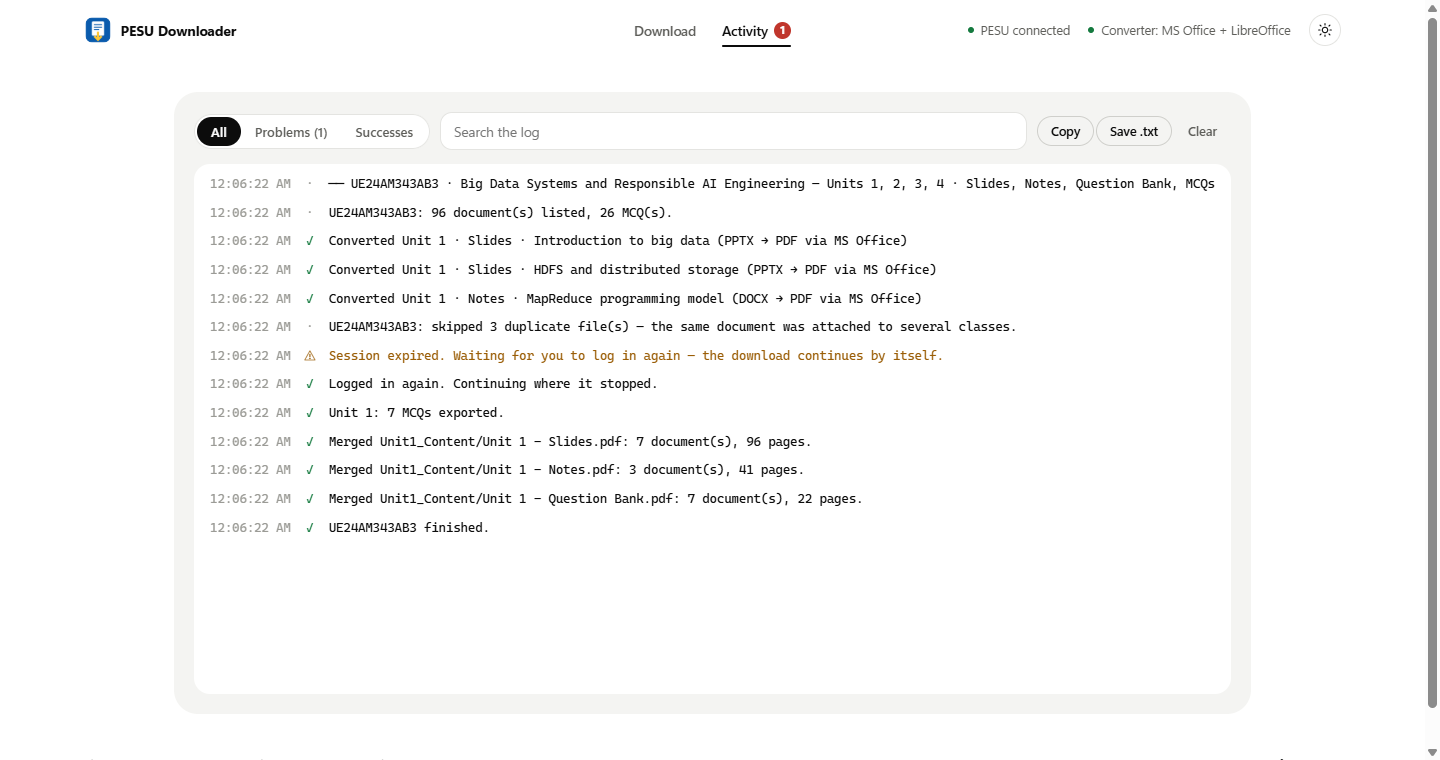 PESU Downloader
Download Activity 1
PESU connected Converter: MS Office + LibreOffice
All Problems (1) Successes Search the log Copy Save .txt Clear
12:06:22 AM · —— UE24AM343AB3 · Big Data Systems and Responsible AI Engineering — Units 1, 2, 3, 4 · Slides, Notes, Question Bank, MCQs
12:06:22 AM · UE24AM343AB3: 96 document(s) listed, 26 MCQ(s).
12:06:22 AM ✓ Converted Unit 1 · Slides · Introduction to big data (PPTX → PDF via MS Office)
12:06:22 AM ✓ Converted Unit 1 · Slides · HDFS and distributed storage (PPTX → PDF via MS Office)
12:06:22 AM ✓ Converted Unit 1 · Notes · MapReduce programming model (DOCX → PDF via MS Office)
12:06:22 AM · UE24AM343AB3: skipped 3 duplicate file(s) — the same document was attached to several classes.
12:06:22 AM ⚠ Session expired. Waiting for you to log in again — the download continues by itself.
12:06:22 AM ✓ Logged in again. Continuing where it stopped.
12:06:22 AM ✓ Unit 1: 7 MCQs exported.
12:06:22 AM ✓ Merged Unit1_Content/Unit 1 - Slides.pdf: 7 document(s), 96 pages.
12:06:22 AM ✓ Merged Unit1_Content/Unit 1 - Notes.pdf: 3 document(s), 41 pages.
12:06:22 AM ✓ Merged Unit1_Content/Unit 1 - Question Bank.pdf: 7 document(s), 22 pages.
12:06:22 AM ✓ UE24AM343AB3 finished.